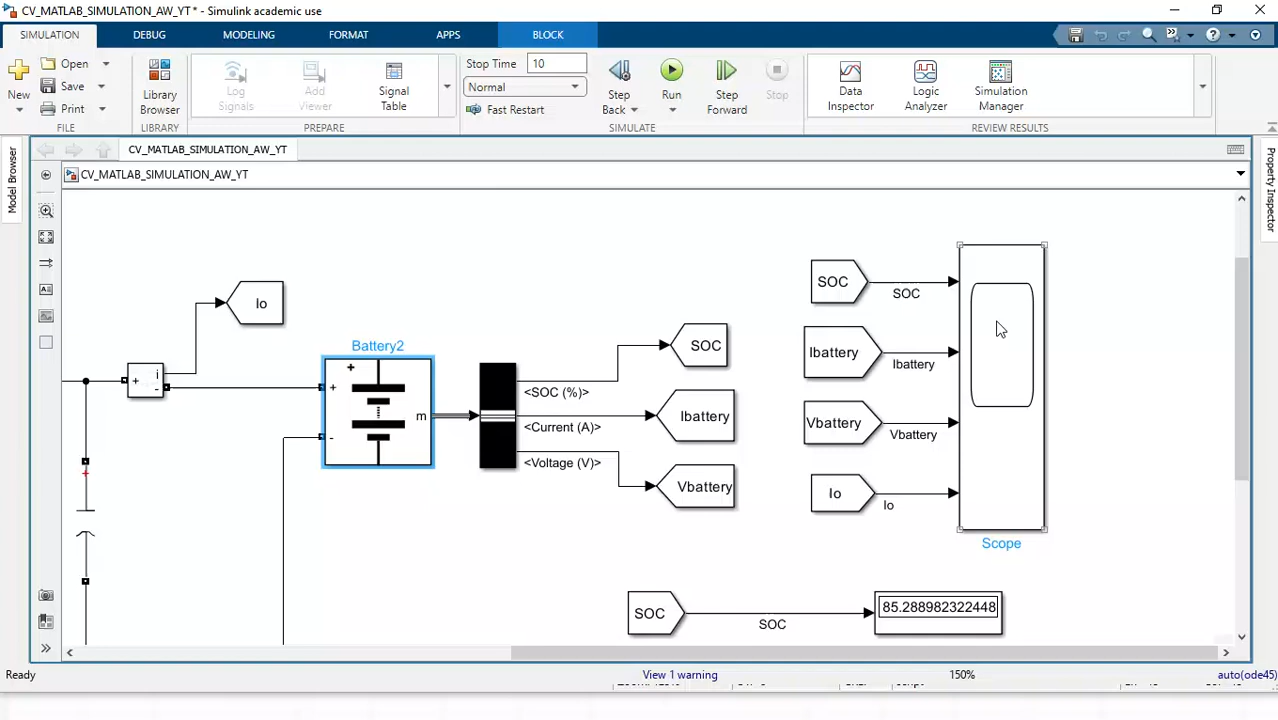 CV_MATLAB_SIMULATION_AW_YT * - Simulink academic use
SIMULATION DEBUG MODELING FORMAT APPS BLOCK
New
Open
Save
Print
FILE
Library Browser
LIBRARY
Log Signals
Add Viewer
Signal Table
PREPARE
Stop Time 10
Normal
Fast Restart
Step Back
Run
Step Forward
Stop
SIMULATE
Data Inspector
Logic Analyzer
Simulation Manager
REVIEW RESULTS
Model Browser
CV_MATLAB_SIMULATION_AW_YT
CV_MATLAB_SIMULATION_AW_YT
Property Inspector
Io
i
+
-
Battery2
+
+
-
m
<SOC (%)>
<Current (A)>
<Voltage (V)>
SOC
Ibattery
Vbattery
SOC
SOC
Ibattery
Ibattery
Vbattery
Vbattery
Io
Io
Scope
SOC
SOC
85.288982322448
Ready
View 1 warning
150%
auto(ode45)